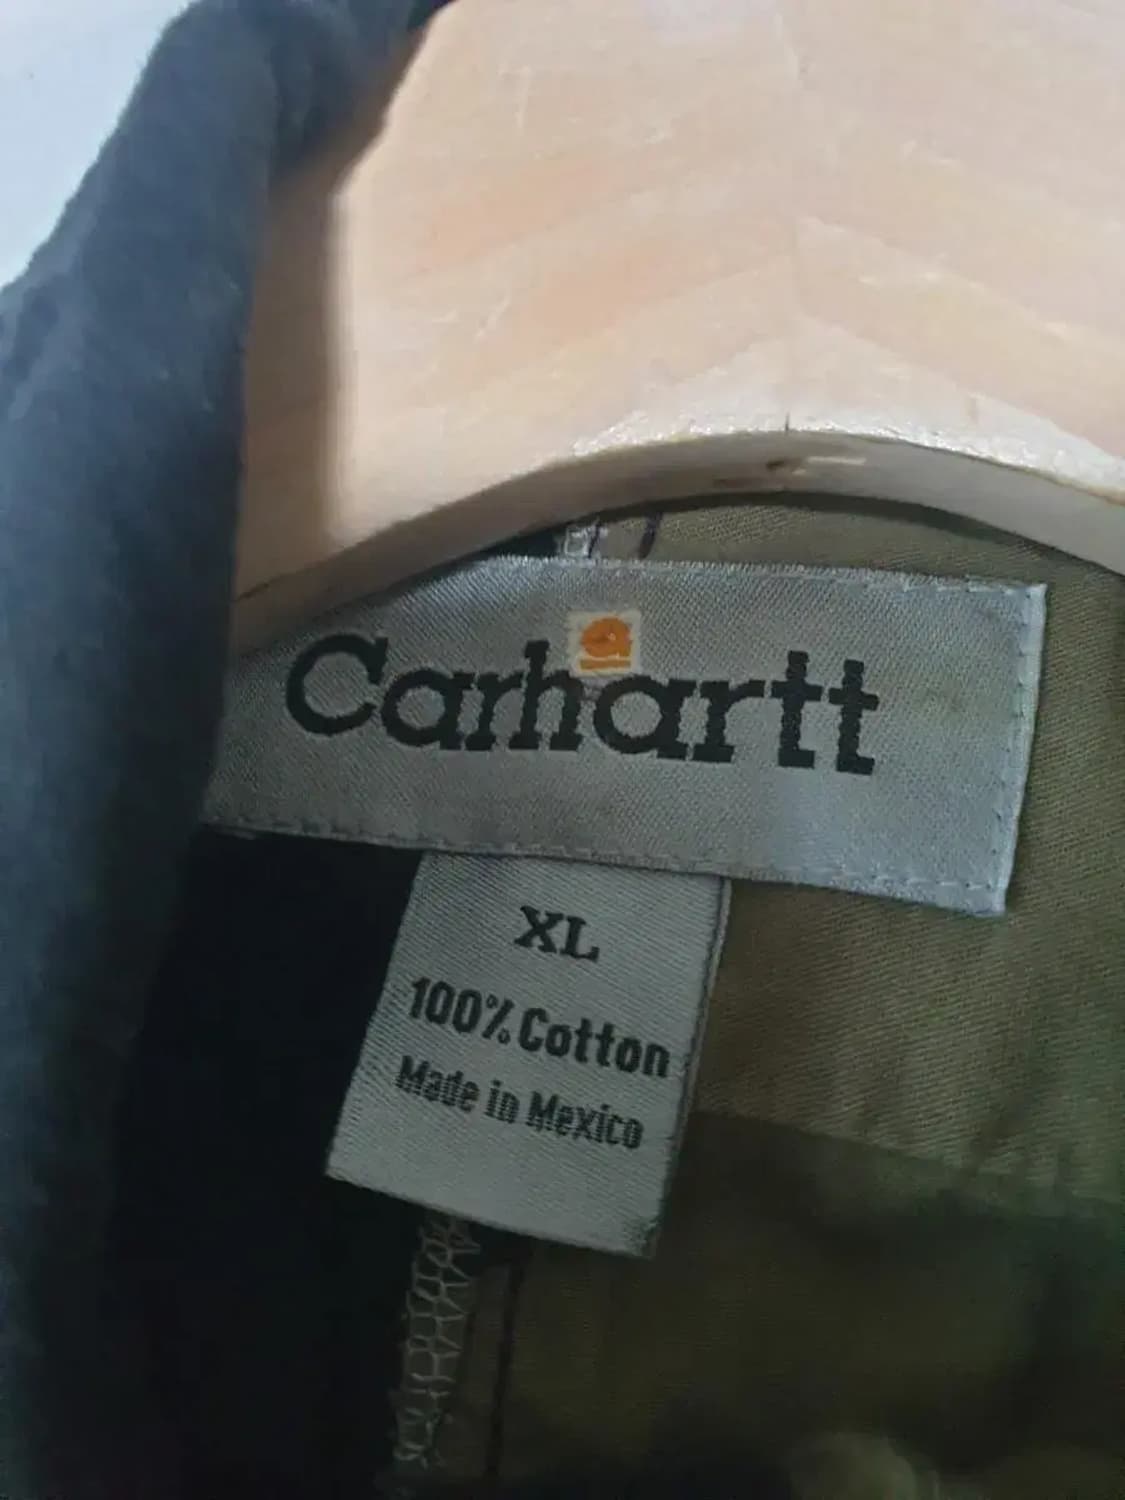 Carhartt
XL
100% Cotton
Made in Mexico